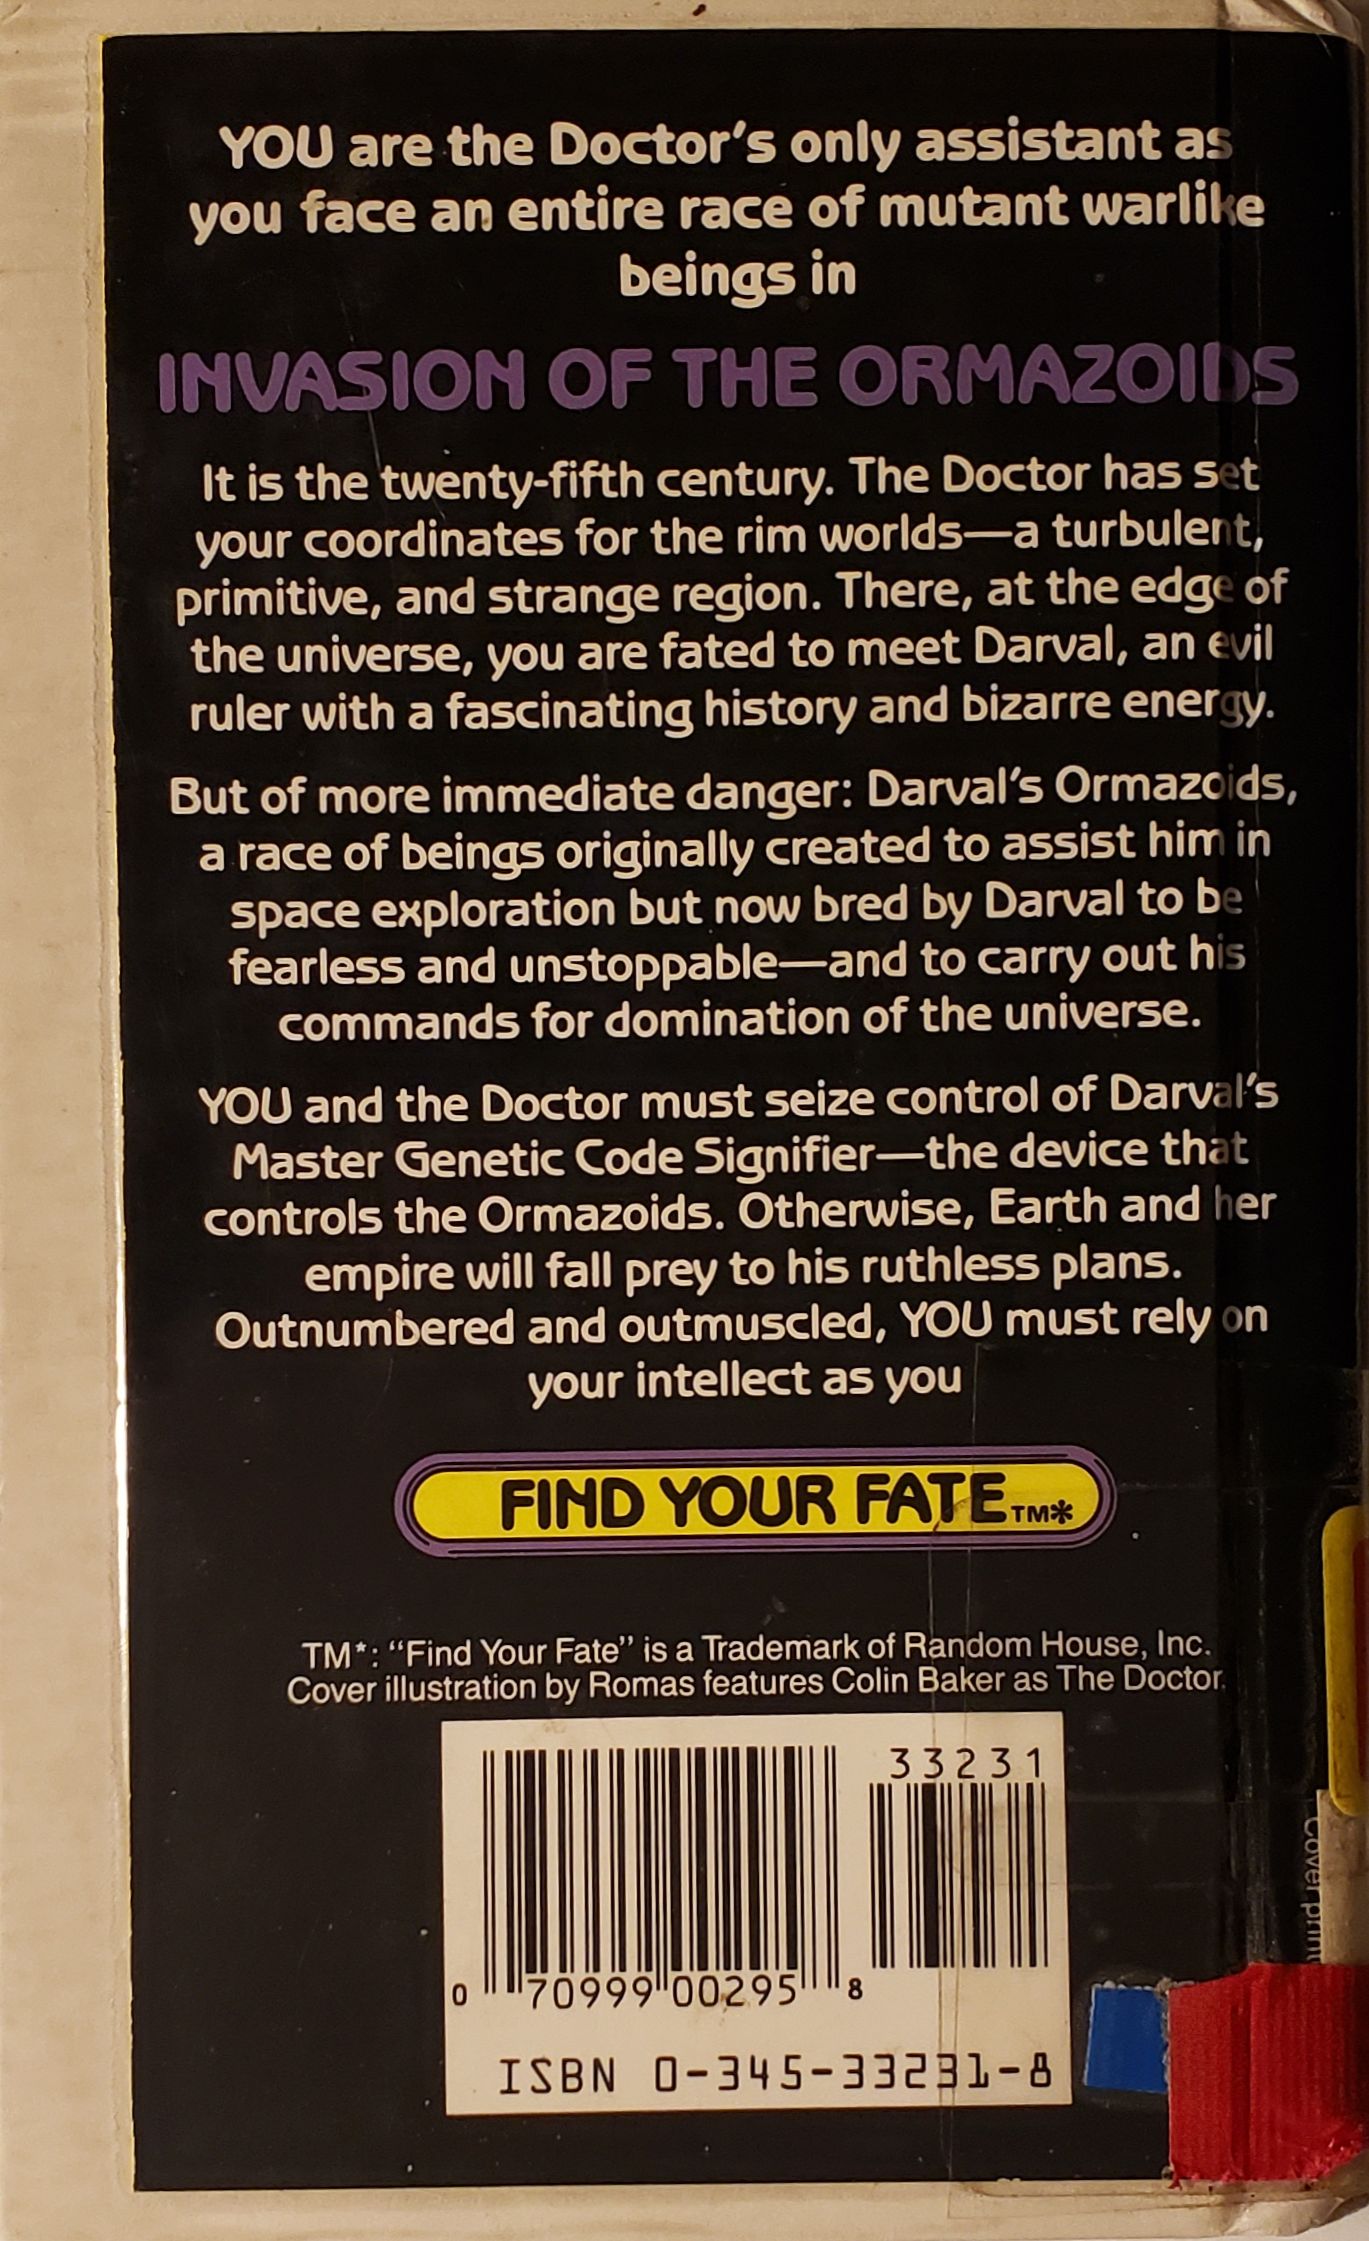 YOU are the Doctor's only assistant as
you face an entire race of mutant warlike
beings in
INVASION OF THE ORMAZOIDS
It is the twenty-fifth century. The Doctor has set
your coordinates for the rim worlds—a turbulent,
primitive, and strange region. There, at the edge of
the universe, you are fated to meet Darval, an evil
ruler with a fascinating history and bizarre energy.
But of more immediate danger: Darval's Ormazoids,
a race of beings originally created to assist him in
space exploration but now bred by Darval to be
fearless and unstoppable—and to carry out his
commands for domination of the universe.
YOU and the Doctor must seize control of Darval's
Master Genetic Code Signifier—the device that
controls the Ormazoids. Otherwise, Earth and her
empire will fall prey to his ruthless plans.
Outnumbered and outmuscled, YOU must rely on
your intellect as you
FIND YOUR FATE TM*
TM*: "Find Your Fate" is a Trademark of Random House, Inc.
Cover illustration by Romas features Colin Baker as The Doctor.
33231
0 70999 00295 8
ISBN 0-345-33231-8
Cover